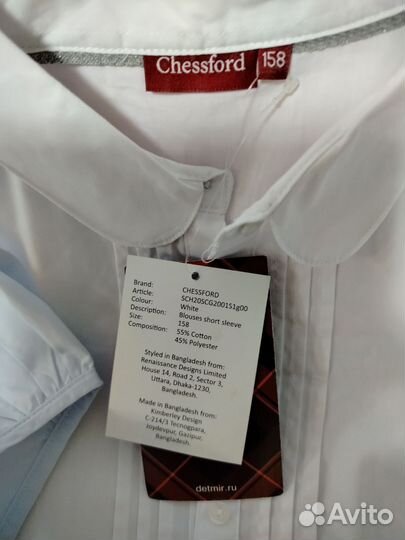 Chessford 158
Brand: CHESSFORD
Article: SCH20SCG200151g00
Colour: White
Description: Blouses short sleeve
Size: 158
Composition: 55% Cotton
45% Polyester
Styled in Bangladesh from:
Renaissance Designs Limited
House 14, Road 2, Sector 3,
Uttara, Dhaka-1230,
Bangladesh.
Made in Bangladesh from:
Kimberley Design
C-214/3 Tecnogpara,
Joydevpur, Gazipur,
Bangladesh.
detmir.ru
Avito